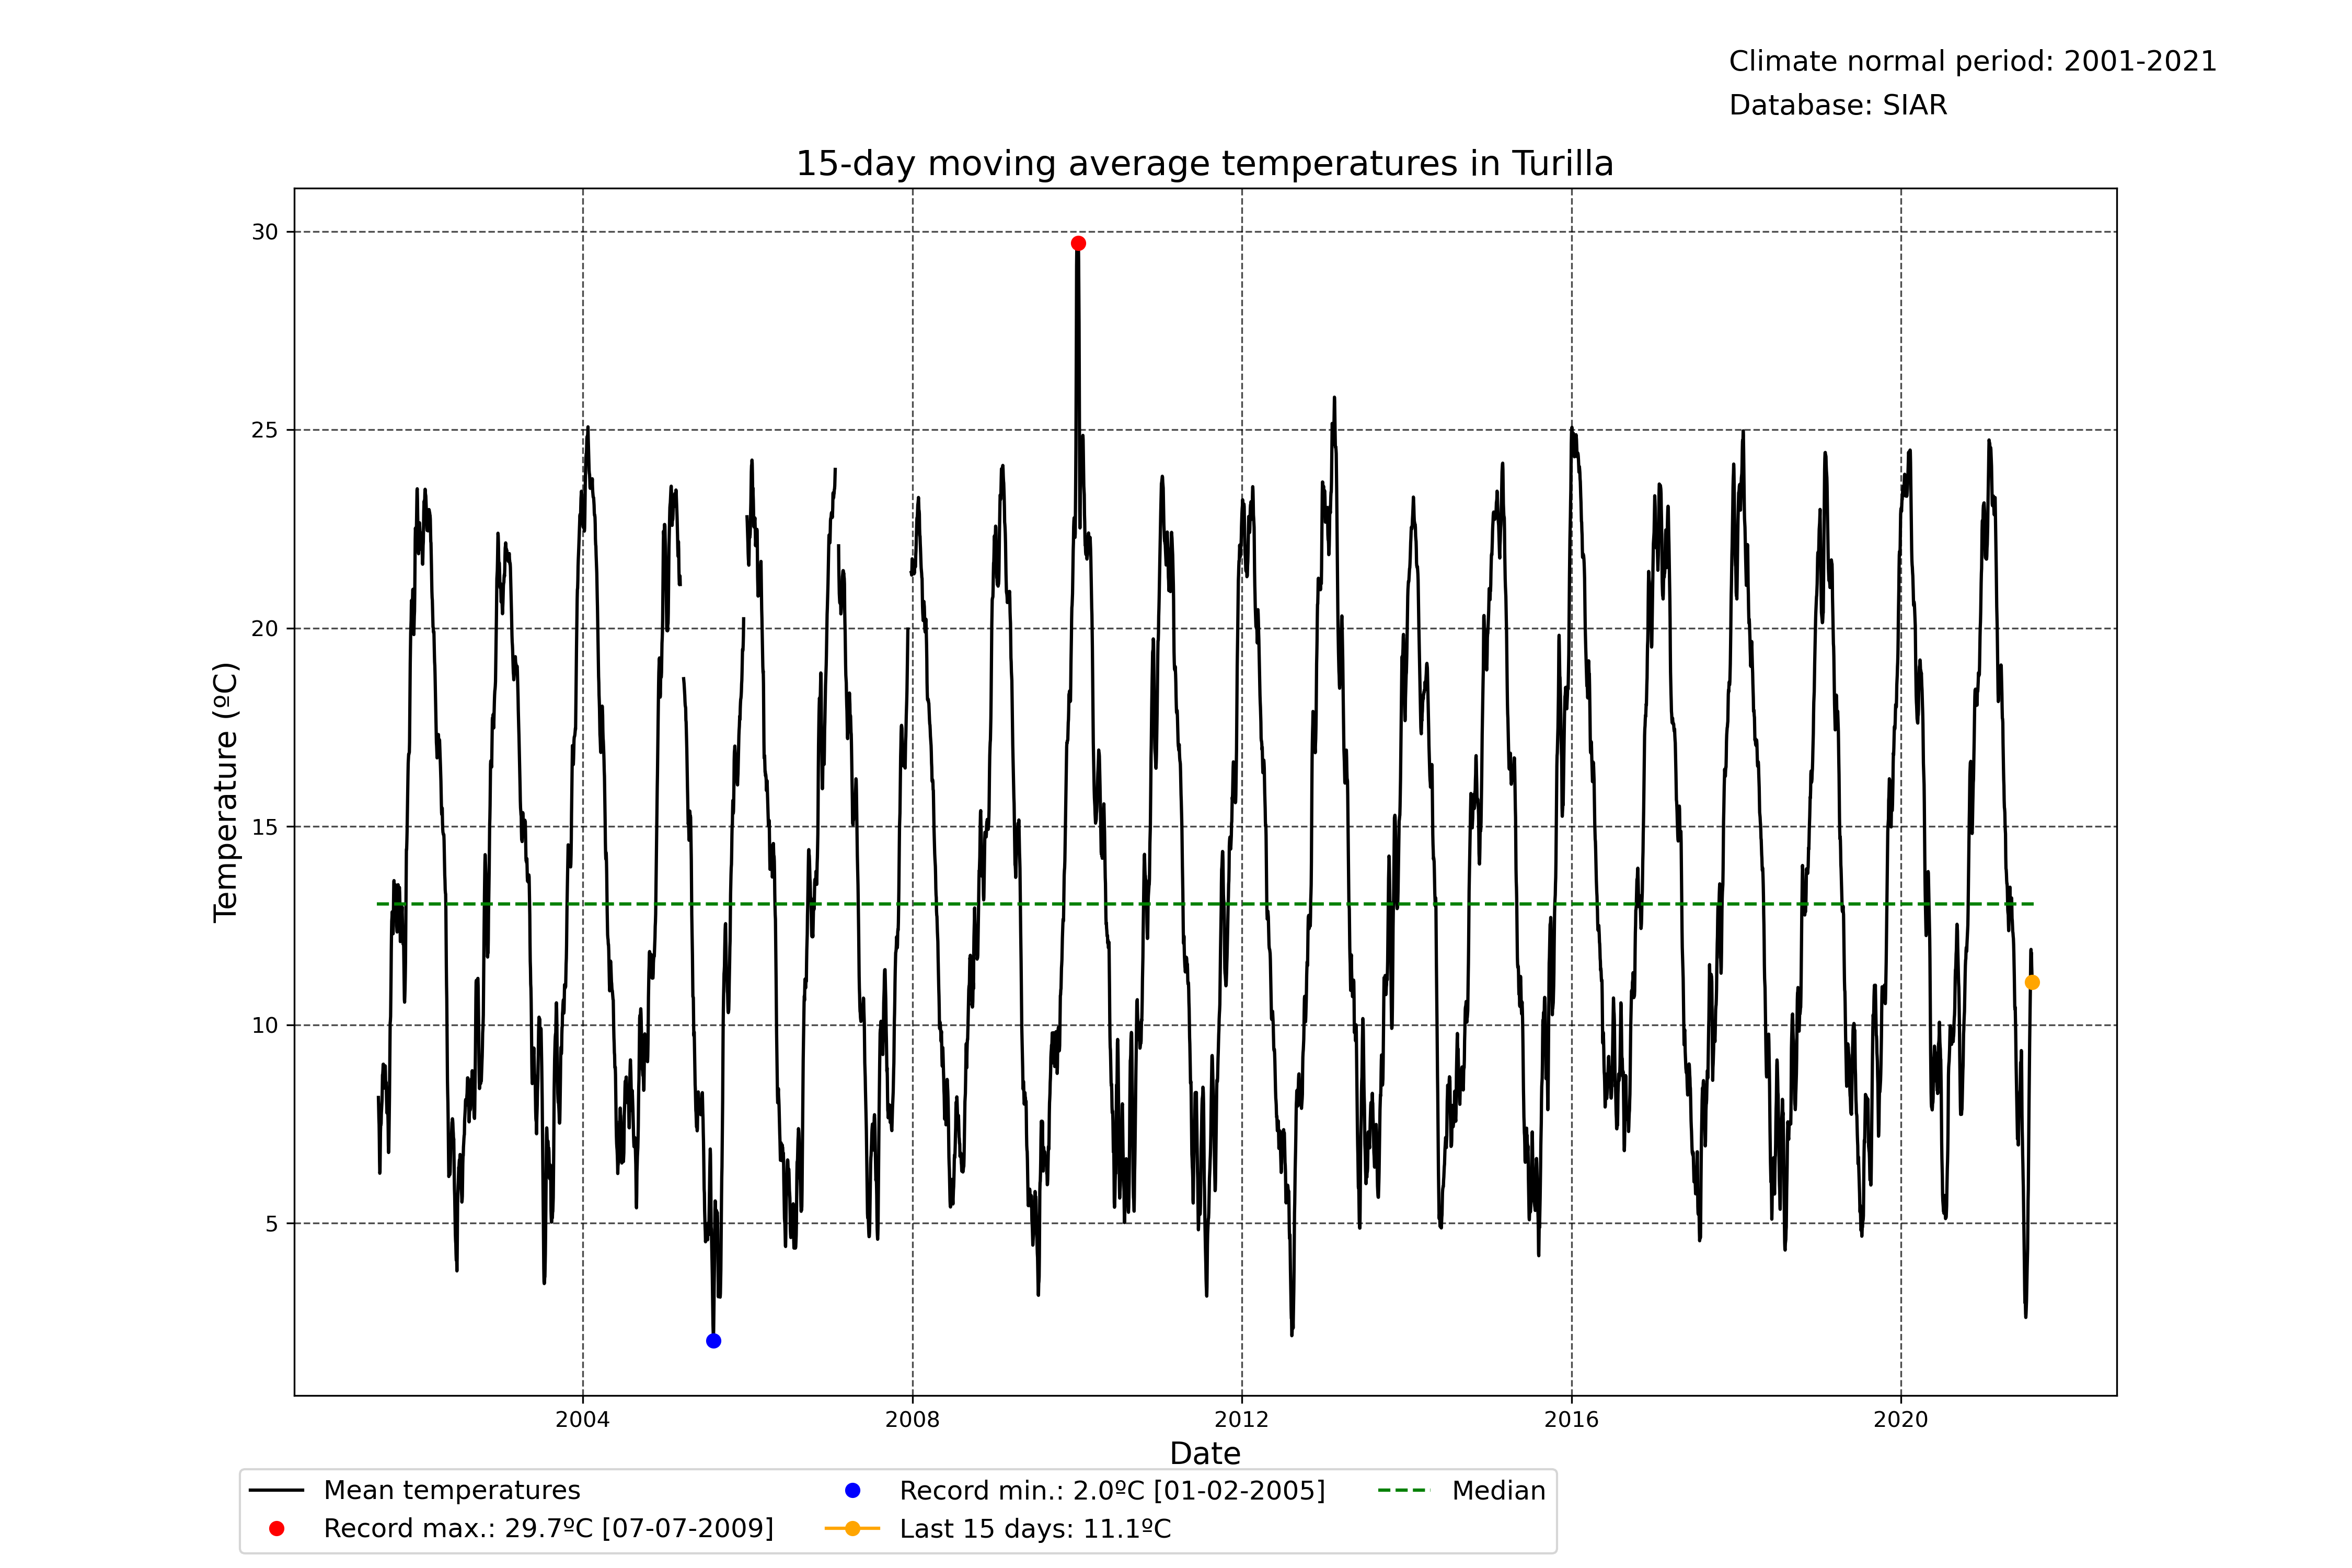 Climate normal period: 2001-2021
Database: SIAR
15-day moving average temperatures in Turilla
30
25
20
15
10
5
Temperature (ºC)
2004 2008 2012 2016 2020
Date
Mean temperatures
Record max.: 29.7ºC [07-07-2009]
Record min.: 2.0ºC [01-02-2005]
Last 15 days: 11.1ºC
Median